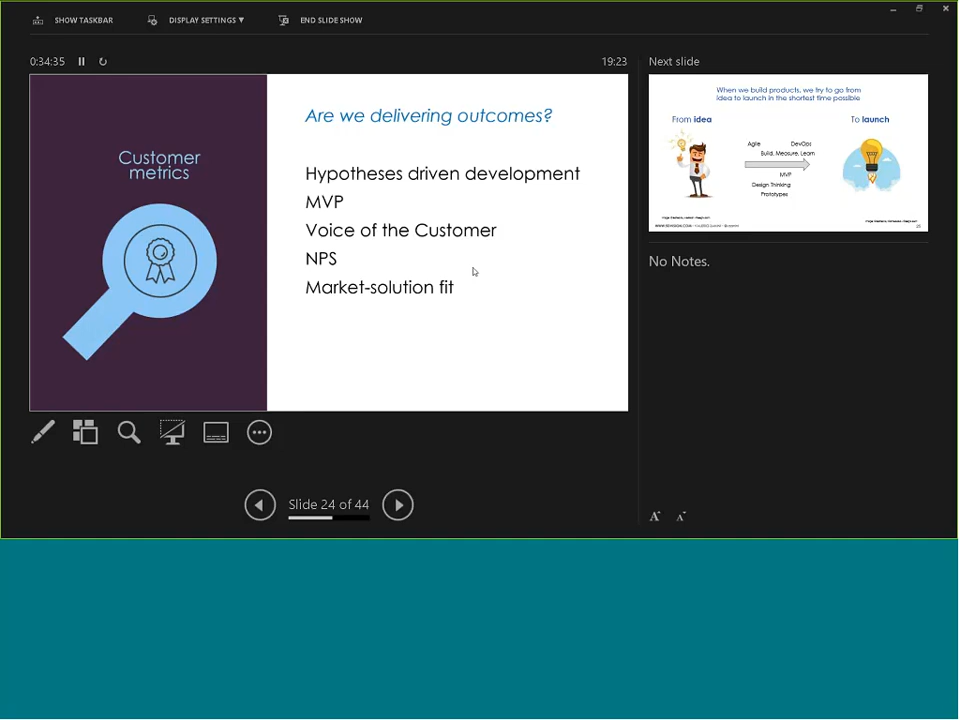 SHOW TASKBAR
DISPLAY SETTINGS ▼
END SLIDE SHOW
0:34:35
19:23
Next slide
Customer
metrics
Are we delivering outcomes?
Hypotheses driven development
MVP
Voice of the Customer
NPS
Market-solution fit
When we build products, we try to go from
idea to launch in the shortest time possible
From idea
To launch
Agile
DevOps
Build, Measure, Learn
MVP
Design Thinking
Prototypes
25
No Notes.
Slide 24 of 44
A
A